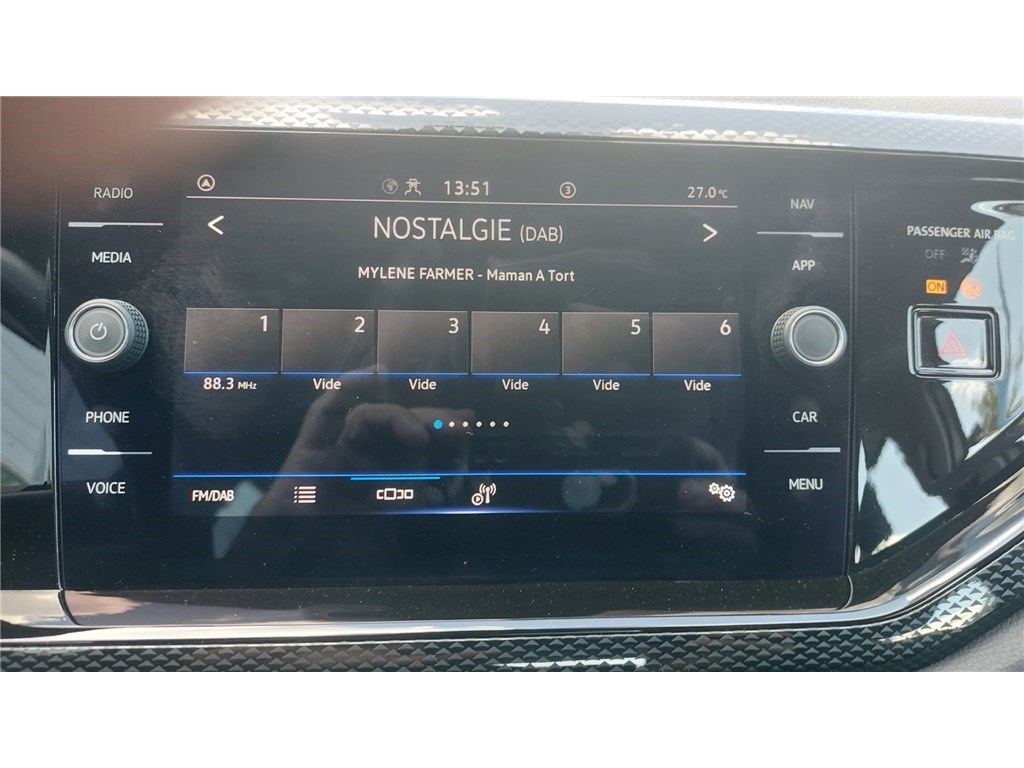 RADIO
MEDIA
PHONE
VOICE
13:51
3
27.0 °C
NOSTALGIE (DAB)
MYLENE FARMER - Maman A Tort
1 2 3 4 5 6
88.3 MHz Vide Vide Vide Vide Vide
FM/DAB
NAV
APP
CAR
MENU
PASSENGER AIR BAG
OFF
ON